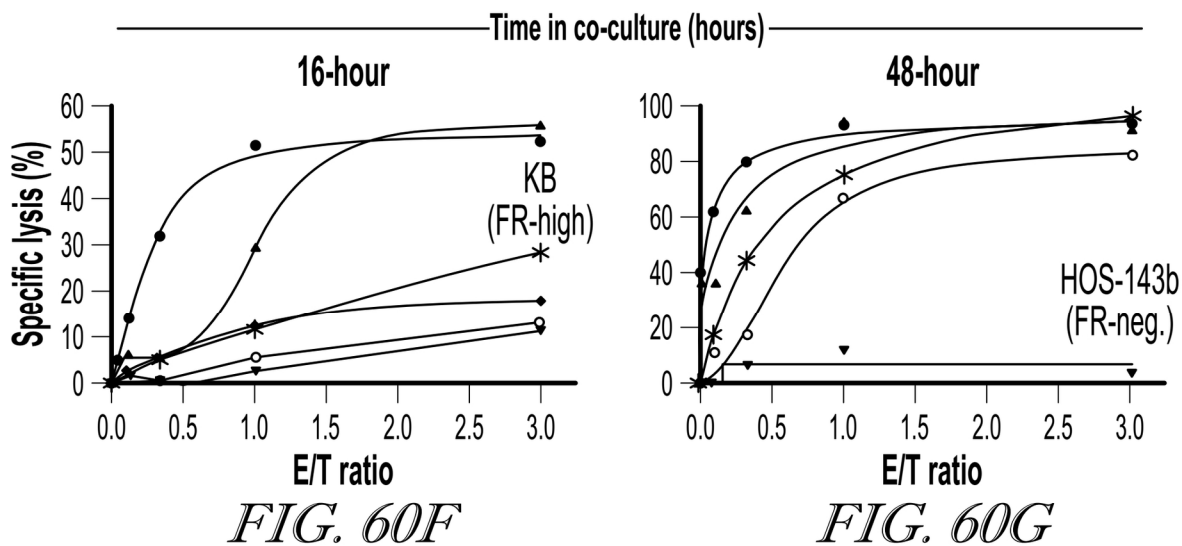 Time in co-culture (hours)
16-hour
Specific lysis (%)
60
50
40
30
20
10
0
KB
(FR-high)
0.0 0.5 1.0 1.5 2.0 2.5 3.0
E/T ratio
FIG. 60F
48-hour
100
80
60
40
20
0
HOS-143b
(FR-neg.)
0.0 0.5 1.0 1.5 2.0 2.5 3.0
E/T ratio
FIG. 60G